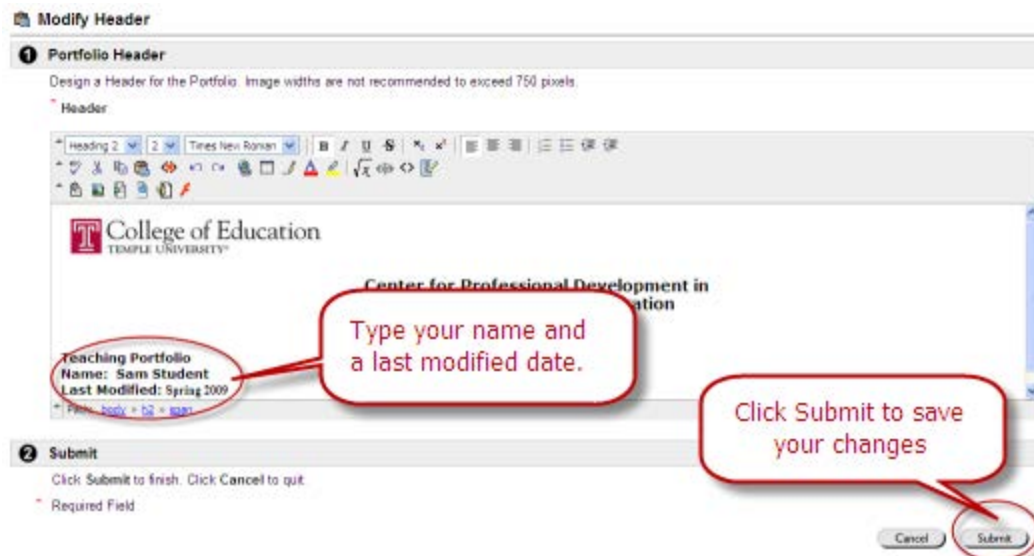 Modify Header
1 Portfolio Header
Design a Header for the Portfolio. Image widths are not recommended to exceed 750 pixels.
* Header
Heading 2 2 Times New Roman B I U S
T College of Education
TEMPLE UNIVERSITY®
Center for Professional Development in
ation
Type your name and
a last modified date.
Teaching Portfolio
Name: Sam Student
Last Modified: Spring 2009
Path: body » h2 » span
Click Submit to save
your changes
2 Submit
Click Submit to finish. Click Cancel to quit.
* Required Field
Cancel Submit